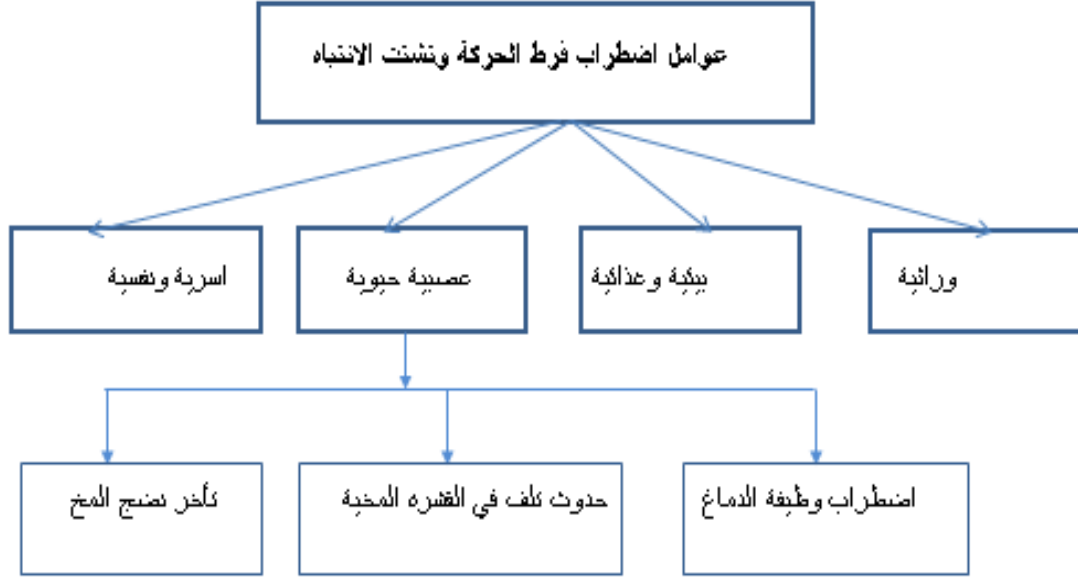 عوامل اضطراب فرط الحركة وتشتت الانتباه
وراثية
بيئية وغذائية
عصبية حيوية
اسرية ونفسية
اضطراب وظيفة الدماغ
حدوث تلف في القشره المخية
تأخر نضج المخ